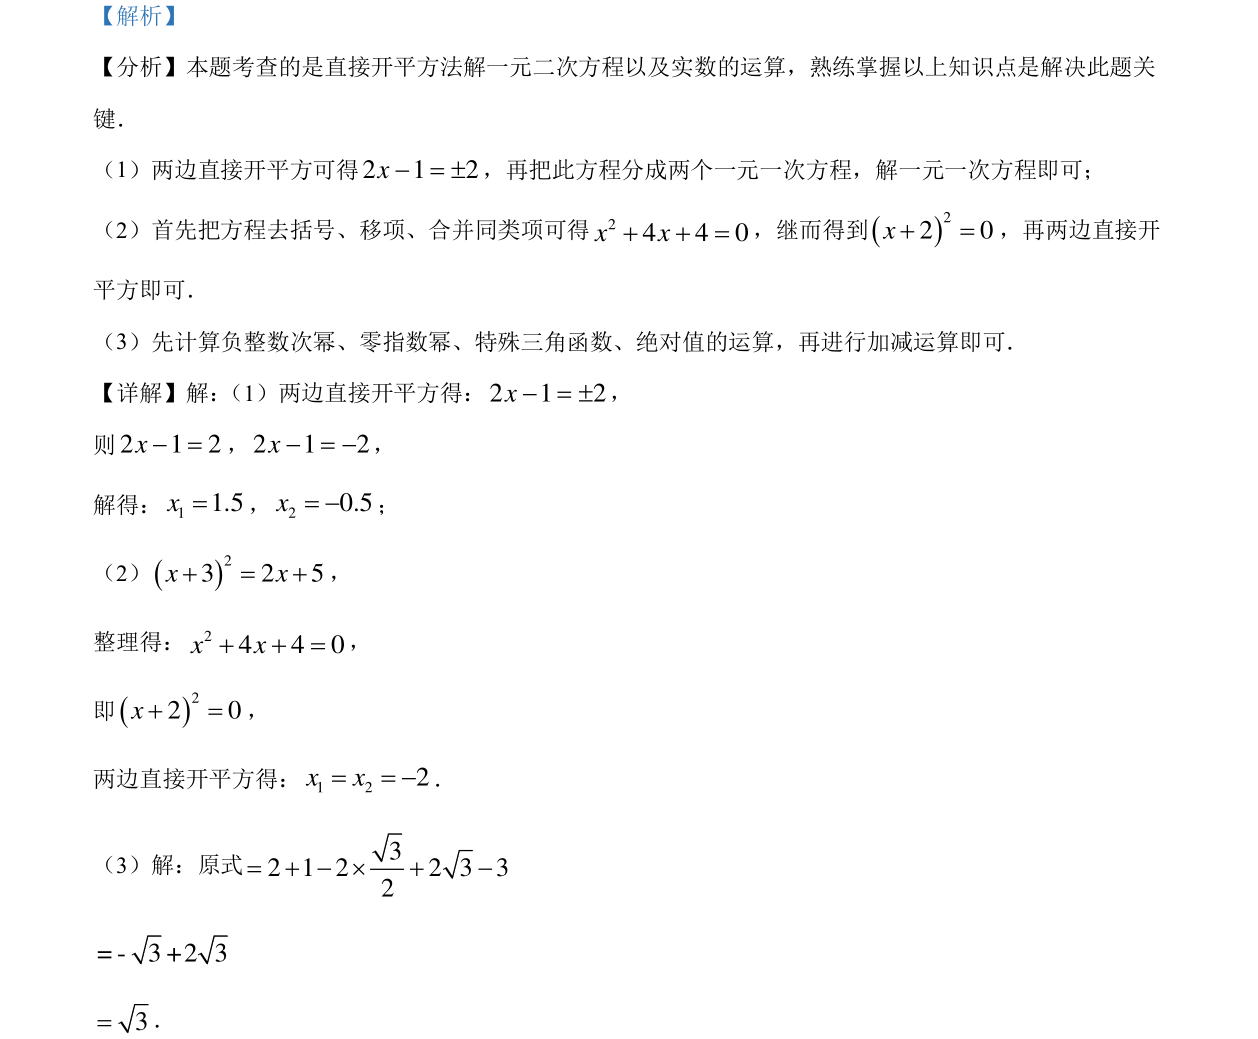 【解析】
【分析】本题考查的是直接开平方法解一元二次方程以及实数的运算，熟练掌握以上知识点是解决此题关
键．
（1）两边直接开平方可得2x−1=±2，再把此方程分成两个一元一次方程，解一元一次方程即可；
（2）首先把方程去括号、移项、合并同类项可得x²+4x+4=0，继而得到(x+2)²=0，再两边直接开
平方即可．
（3）先计算负整数次幂、零指数幂、特殊三角函数、绝对值的运算，再进行加减运算即可．
【详解】解：（1）两边直接开平方得：2x−1=±2，
则2x−1=2，2x−1=−2，
解得：x₁=1.5，x₂=−0.5；
（2）(x+3)²=2x+5，
整理得：x²+4x+4=0，
即(x+2)²=0，
两边直接开平方得：x₁=x₂=−2．
（3）解：原式=2+1−2×√3/2+2√3−3
=-√3+2√3
=√3．